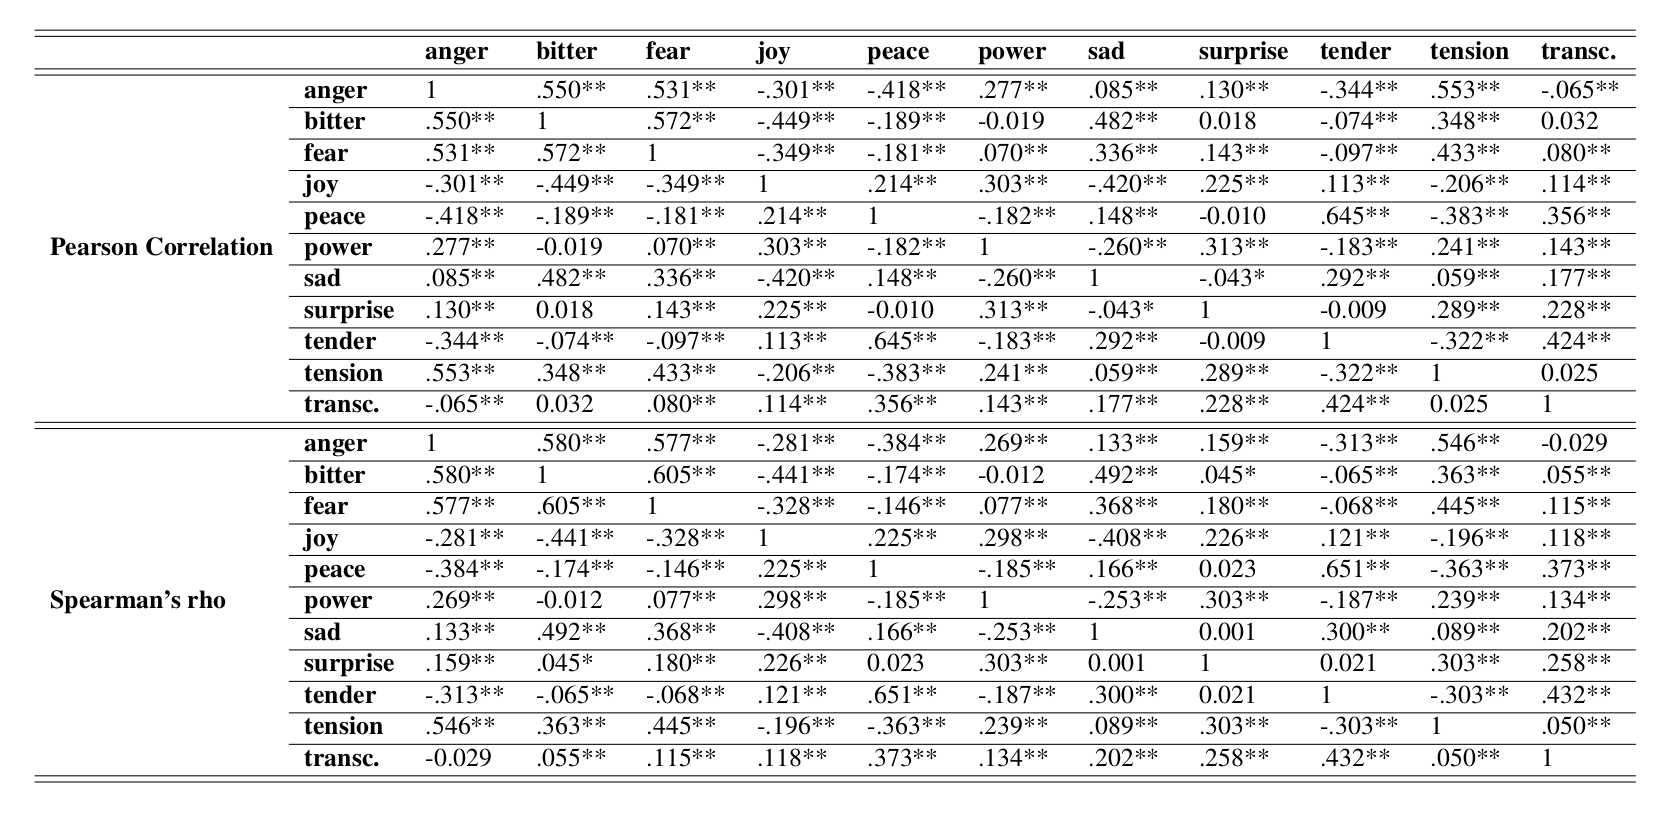 anger bitter fear joy peace power sad surprise tender tension transc.
anger 1 .550** .531** -.301** -.418** .277** .085** .130** -.344** .553** -.065**
bitter .550** 1 .572** -.449** -.189** -0.019 .482** 0.018 -.074** .348** 0.032
fear .531** .572** 1 -.349** -.181** .070** .336** .143** -.097** .433** .080**
joy -.301** -.449** -.349** 1 .214** .303** -.420** .225** .113** -.206** .114**
peace -.418** -.189** -.181** .214** 1 -.182** .148** -0.010 .645** -.383** .356**
Pearson Correlation power .277** -0.019 .070** .303** -.182** 1 -.260** .313** -.183** .241** .143**
sad .085** .482** .336** -.420** .148** -.260** 1 -.043* .292** .059** .177**
surprise .130** 0.018 .143** .225** -0.010 .313** -.043* 1 -0.009 .289** .228**
tender -.344** -.074** -.097** .113** .645** -.183** .292** -0.009 1 -.322** .424**
tension .553** .348** .433** -.206** -.383** .241** .059** .289** -.322** 1 0.025
transc. -.065** 0.032 .080** .114** .356** .143** .177** .228** .424** 0.025 1
anger 1 .580** .577** -.281** -.384** .269** .133** .159** -.313** .546** -0.029
bitter .580** 1 .605** -.441** -.174** -0.012 .492** .045* -.065** .363** .055**
fear .577** .605** 1 -.328** -.146** .077** .368** .180** -.068** .445** .115**
joy -.281** -.441** -.328** 1 .225** .298** -.408** .226** .121** -.196** .118**
peace -.384** -.174** -.146** .225** 1 -.185** .166** 0.023 .651** -.363** .373**
Spearman's rho power .269** -0.012 .077** .298** -.185** 1 -.253** .303** -.187** .239** .134**
sad .133** .492** .368** -.408** .166** -.253** 1 0.001 .300** .089** .202**
surprise .159** .045* .180** .226** 0.023 .303** 0.001 1 0.021 .303** .258**
tender -.313** -.065** -.068** .121** .651** -.187** .300** 0.021 1 -.303** .432**
tension .546** .363** .445** -.196** -.363** .239** .089** .303** -.303** 1 .050**
transc. -0.029 .055** .115** .118** .373** .134** .202** .258** .432** .050** 1